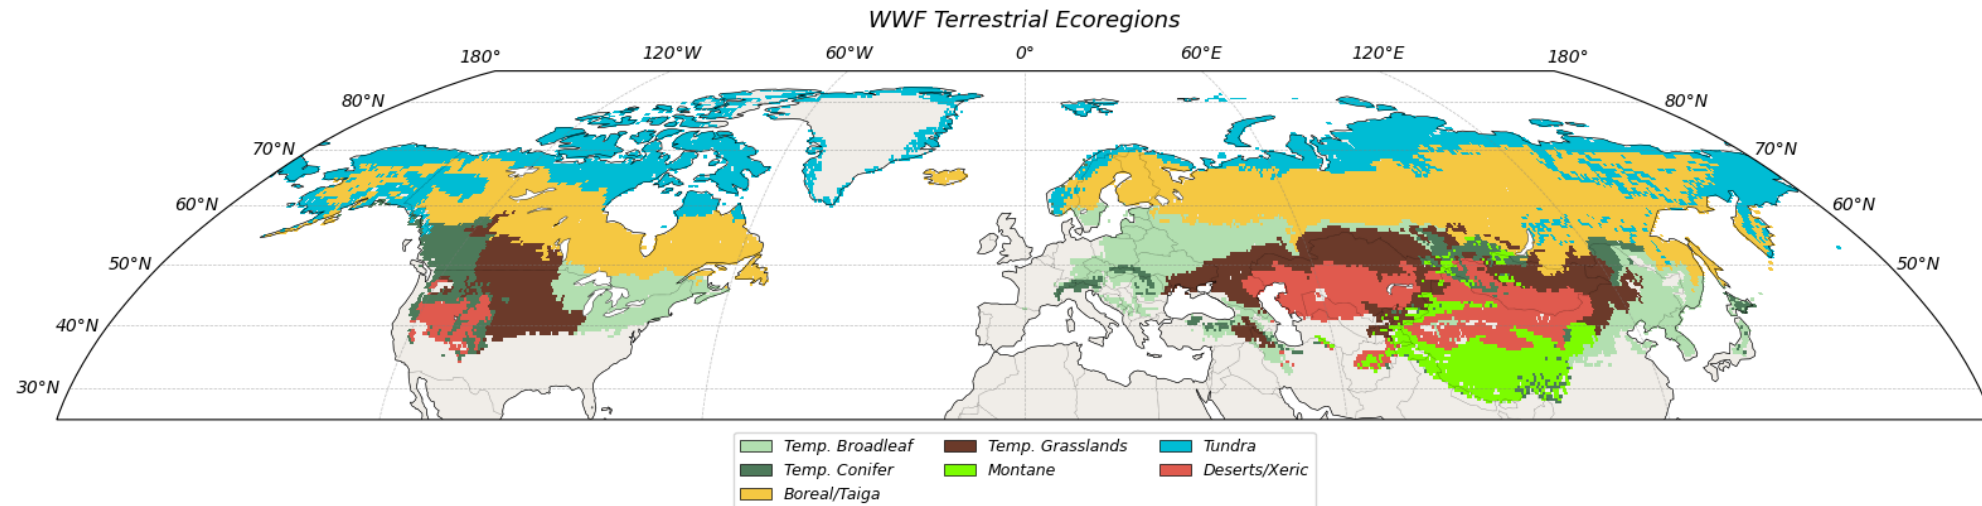 WWF Terrestrial Ecoregions
180° 120°W 60°W 0° 60°E 120°E 180°
80°N 80°N
70°N 70°N
60°N 60°N
50°N 50°N
40°N
30°N
Temp. Broadleaf Temp. Grasslands Tundra
Temp. Conifer Montane Deserts/Xeric
Boreal/Taiga